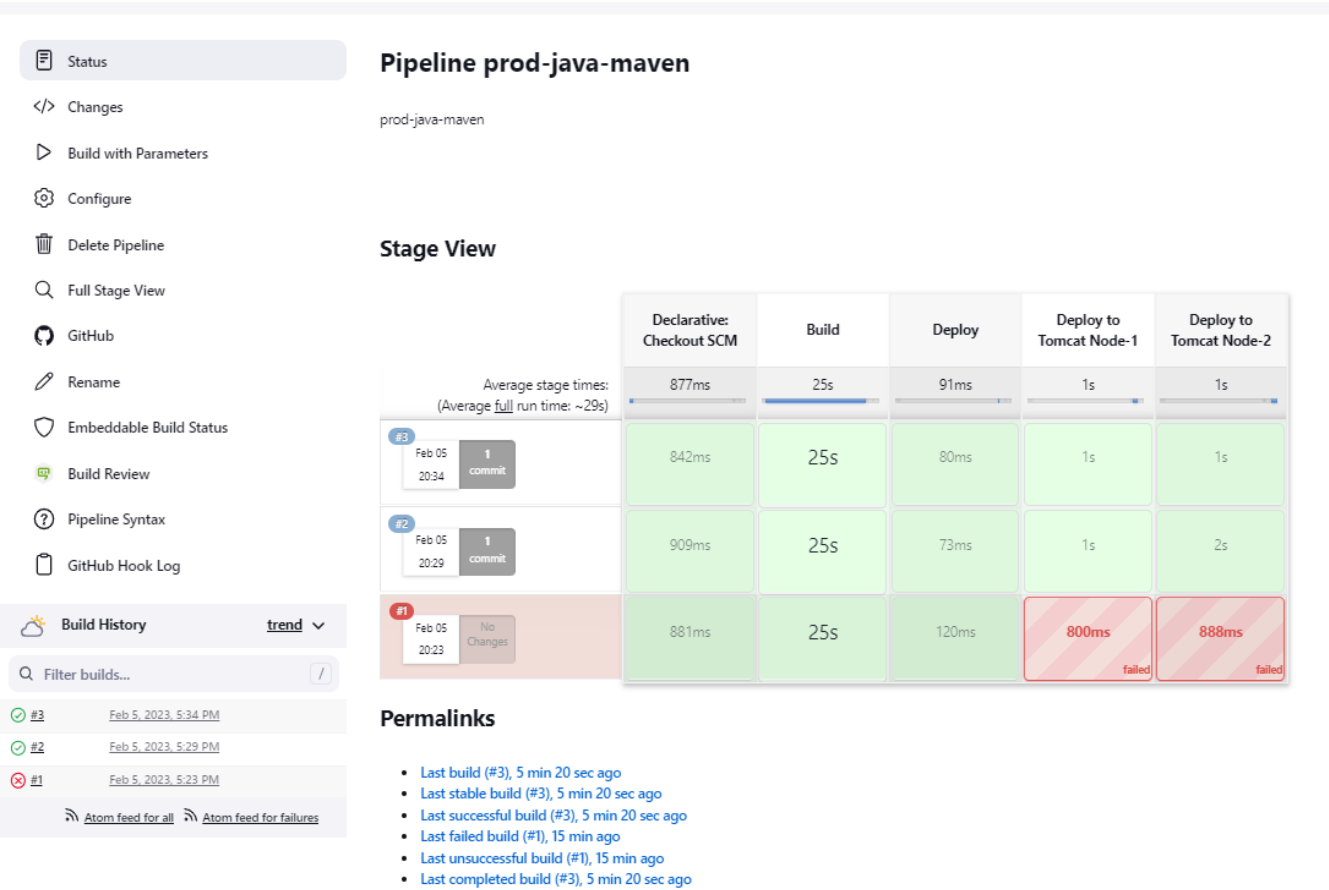 Status
Changes
Build with Parameters
Configure
Delete Pipeline
Full Stage View
GitHub
Rename
Embeddable Build Status
Build Review
Pipeline Syntax
GitHub Hook Log
Build History
trend
Filter builds...
/
#3 Feb 5, 2023, 5:34 PM
#2 Feb 5, 2023, 5:29 PM
#1 Feb 5, 2023, 5:23 PM
Atom feed for all Atom feed for failures
Pipeline prod-java-maven
prod-java-maven
Stage View
Declarative:
Checkout SCM
Build
Deploy
Deploy to
Tomcat Node-1
Deploy to
Tomcat Node-2
Average stage times:
(Average full run time: ~29s)
877ms 25s 91ms 1s 1s
#3
Feb 05
20:34
1
commit
842ms 25s 80ms 1s 1s
#2
Feb 05
20:29
1
commit
909ms 25s 73ms 1s 2s
#1
Feb 05
20:23
No
Changes
881ms 25s 120ms 800ms 888ms
failed failed
Permalinks
Last build (#3), 5 min 20 sec ago
Last stable build (#3), 5 min 20 sec ago
Last successful build (#3), 5 min 20 sec ago
Last failed build (#1), 15 min ago
Last unsuccessful build (#1), 15 min ago
Last completed build (#3), 5 min 20 sec ago